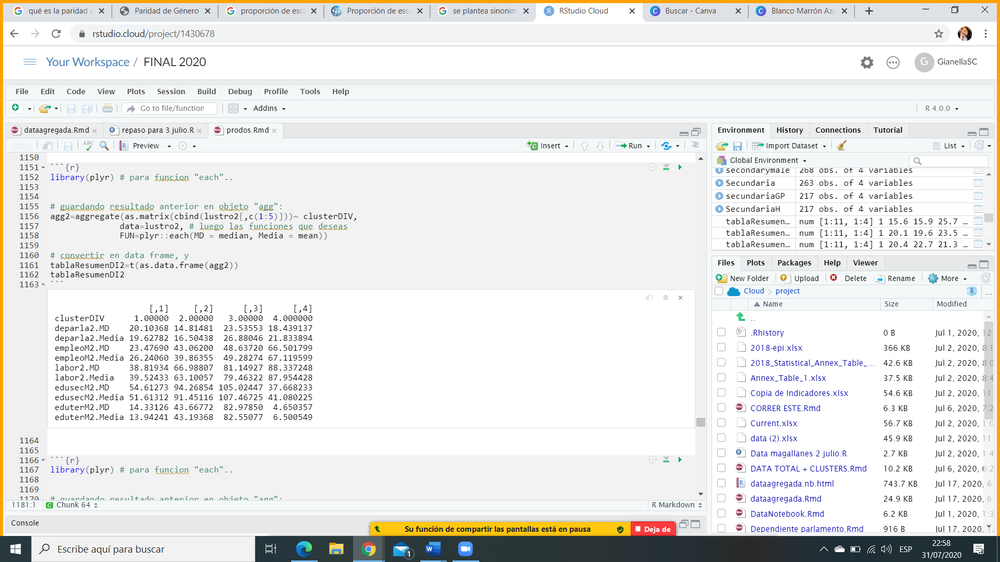 qué es la paridad
Paridad de Género
proporción de esc
Proporción de esc
se plantea sinonim
RStudio Cloud
Buscar - Canva
Blanco Marrón Az
rstudio.cloud/project/1430678
Your Workspace / FINAL 2020
G GianellaSC
File Edit Code View Plots Session Build Debug Profile Tools Help
Go to file/function Addins R 4.0.0
dataagregada.Rmd repaso para 3 julio.R prodos.Rmd
ABC Preview Insert Run
1150
1151 ```{r}
1152 library(plyr) # para funcion "each"..
1153
1154
1155 # guardando resultado anterior en objeto "agg":
1156 agg2=aggregate(as.matrix(cbind(lustro2[,c(1:5)]))~ clusterDIV,
1157 data=lustro2, # luego las funciones que deseas
1158 FUN=plyr::each(MD = median, Media = mean))
1159
1160 # convertir en data frame, y
1161 tablaResumenDI2=t(as.data.frame(agg2))
1162 tablaResumenDI2
1163 ```
[,1] [,2] [,3] [,4]
clusterDIV 1.00000 2.00000 3.00000 4.000000
deparla2.MD 20.10368 14.81481 23.53553 18.439137
deparla2.Media 19.62782 16.50438 26.88046 21.833894
empleoM2.MD 23.47690 43.06200 48.63720 66.501799
empleoM2.Media 26.24060 39.86355 49.28274 67.119599
labor2.MD 38.81934 66.98807 81.14927 88.337248
labor2.Media 39.52433 63.10057 79.46322 87.954428
edusecM2.MD 54.61273 94.26854 105.02447 37.668233
edusecM2.Media 51.61312 91.45116 107.46725 41.080225
eduterM2.MD 14.33126 43.66772 82.97850 4.650357
eduterM2.Media 13.94241 43.19368 82.55077 6.500549
1164
1165
1166 ```{r}
1167 library(plyr) # para funcion "each"..
1168
1169
1170 # guardando resultado anterior en objeto "agg":
1181:1 Chunk 64 R Markdown
Console
Environment History Connections Tutorial
Import Dataset List
Global Environment
secondarymale 268 obs. of 4 variables
Secundaria 263 obs. of 4 variables
secundariaGP 217 obs. of 4 variables
SecundariaH 217 obs. of 4 variables
tablaResumen… num [1:11, 1:4] 1 15.6 15.9 25.7 …
tablaResumen… num [1:11, 1:4] 1 20.1 19.6 23.5 …
tablaResumen… num [1:11, 1:4] 1 20.4 22.7 21.3 …
Files Plots Packages Help Viewer
New Folder Upload Delete Rename More
Cloud project ...
Name Size Modified
..
.Rhistory 0 B Jul 1, 2020, 12:
2018-epi.xlsx 366 KB Jul 2, 2020, 8:1
2018_Statistical_Annex_Table_... 42.6 KB Jul 2, 2020, 8:0
Annex_Table_1.xlsx 37.5 KB Jul 2, 2020, 8:4
Copia de Indicadores.xlsx 54.6 KB Jul 2, 2020, 11:
CORRER ESTE.Rmd 6.3 KB Jul 6, 2020, 7:2
Current.xlsx 56.7 KB Jul 2, 2020, 1:0
data (2).xlsx 45.9 KB Jul 2, 2020, 11:
Data magallanes 2 julio.R 2.7 KB Jul 2, 2020, 1:4
DATA TOTAL + CLUSTERS.Rmd 10.2 KB Jul 6, 2020, 6:2
dataagregada.nb.html 743.7 KB Jul 17, 2020, 6:
dataagregada.Rmd 24.9 KB Jul 17, 2020, 6:
DataNotebook.Rmd 6.2 KB Jul 1, 2020, 1:3
Dependiente parlamento.Rmd 916 B Jul 17, 2020, 1
Su función de compartir las pantallas está en pausa Deja de
Escribe aquí para buscar
1
ESP
22:58
31/07/2020